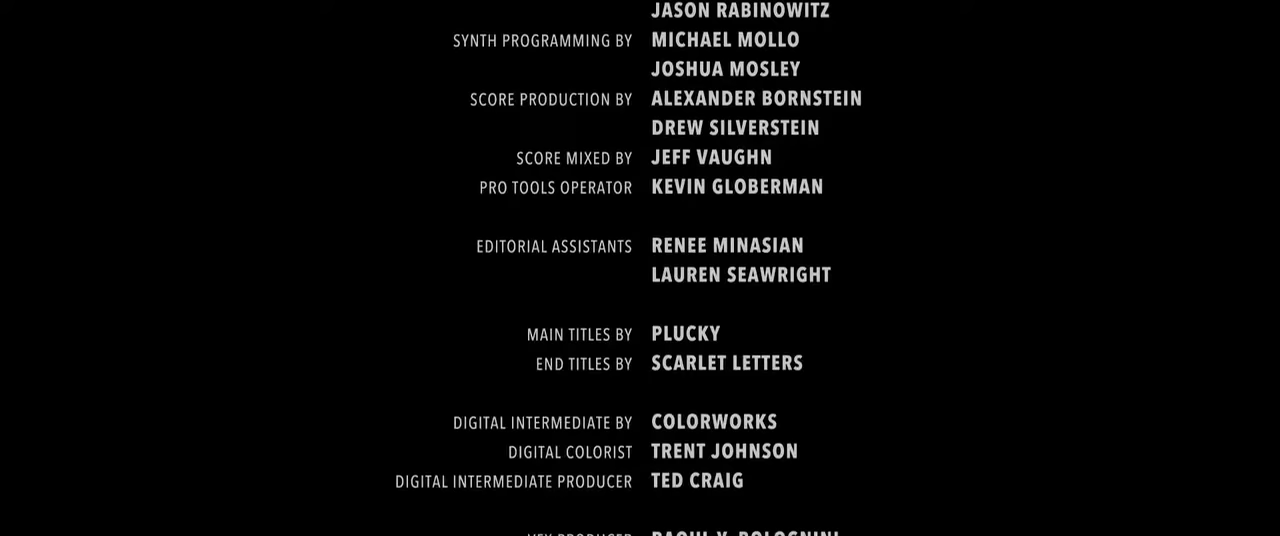 JASON RABINOWITZ
SYNTH PROGRAMMING BY MICHAEL MOLLO
JOSHUA MOSLEY
SCORE PRODUCTION BY ALEXANDER BORNSTEIN
DREW SILVERSTEIN
SCORE MIXED BY JEFF VAUGHN
PRO TOOLS OPERATOR KEVIN GLOBERMAN
EDITORIAL ASSISTANTS RENEE MINASIAN
LAUREN SEAWRIGHT
MAIN TITLES BY PLUCKY
END TITLES BY SCARLET LETTERS
DIGITAL INTERMEDIATE BY COLORWORKS
DIGITAL COLORIST TRENT JOHNSON
DIGITAL INTERMEDIATE PRODUCER TED CRAIG